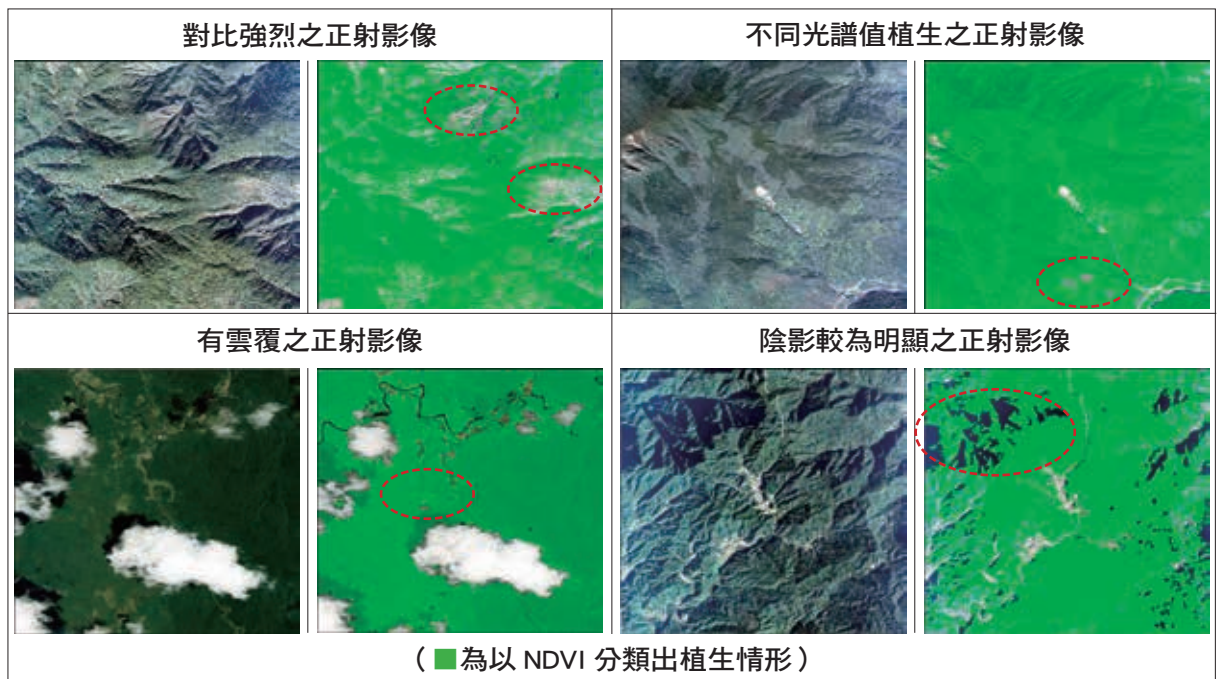 對比強烈之正射影像
不同光譜值植生之正射影像
有雲覆之正射影像
陰影較為明顯之正射影像
（■為以 NDVI 分類出植生情形）